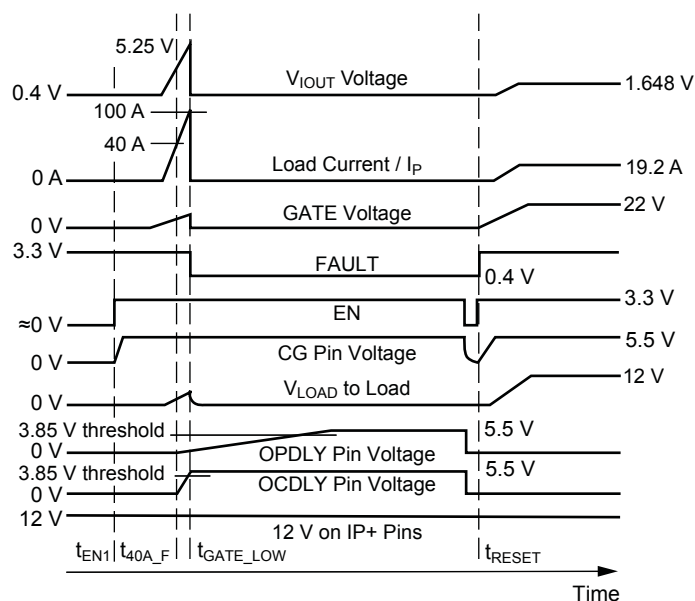 5.25 V
V_IOUT Voltage
0.4 V
1.648 V
100 A
40 A
Load Current / I_P
0 A
19.2 A
GATE Voltage
0 V
22 V
3.3 V
FAULT
0.4 V
EN
≈0 V
3.3 V
CG Pin Voltage
0 V
5.5 V
V_LOAD to Load
0 V
12 V
3.85 V threshold
0 V
OPDLY Pin Voltage
5.5 V
3.85 V threshold
0 V
OCDLY Pin Voltage
5.5 V
12 V
12 V on IP+ Pins
t_EN1 t_40A_F t_GATE_LOW t_RESET
Time